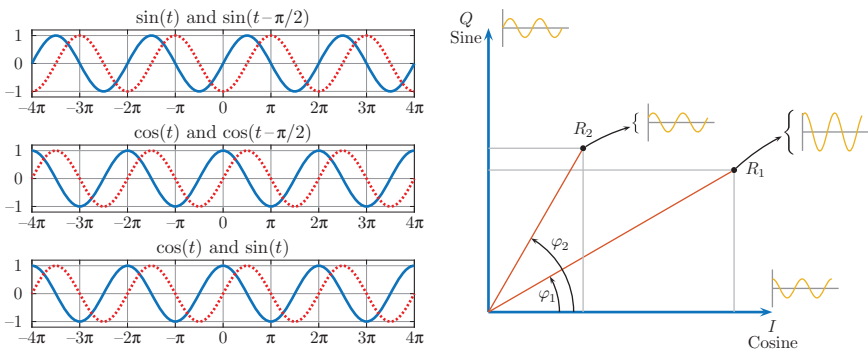 sin(t) and sin(t−π/2)
1
0
−1
−4π −3π −2π −π 0 π 2π 3π 4π
cos(t) and cos(t−π/2)
1
0
−1
−4π −3π −2π −π 0 π 2π 3π 4π
cos(t) and sin(t)
1
0
−1
−4π −3π −2π −π 0 π 2π 3π 4π
Q
Sine
R₂ {
R₁ {
φ₂
φ₁
I
Cosine